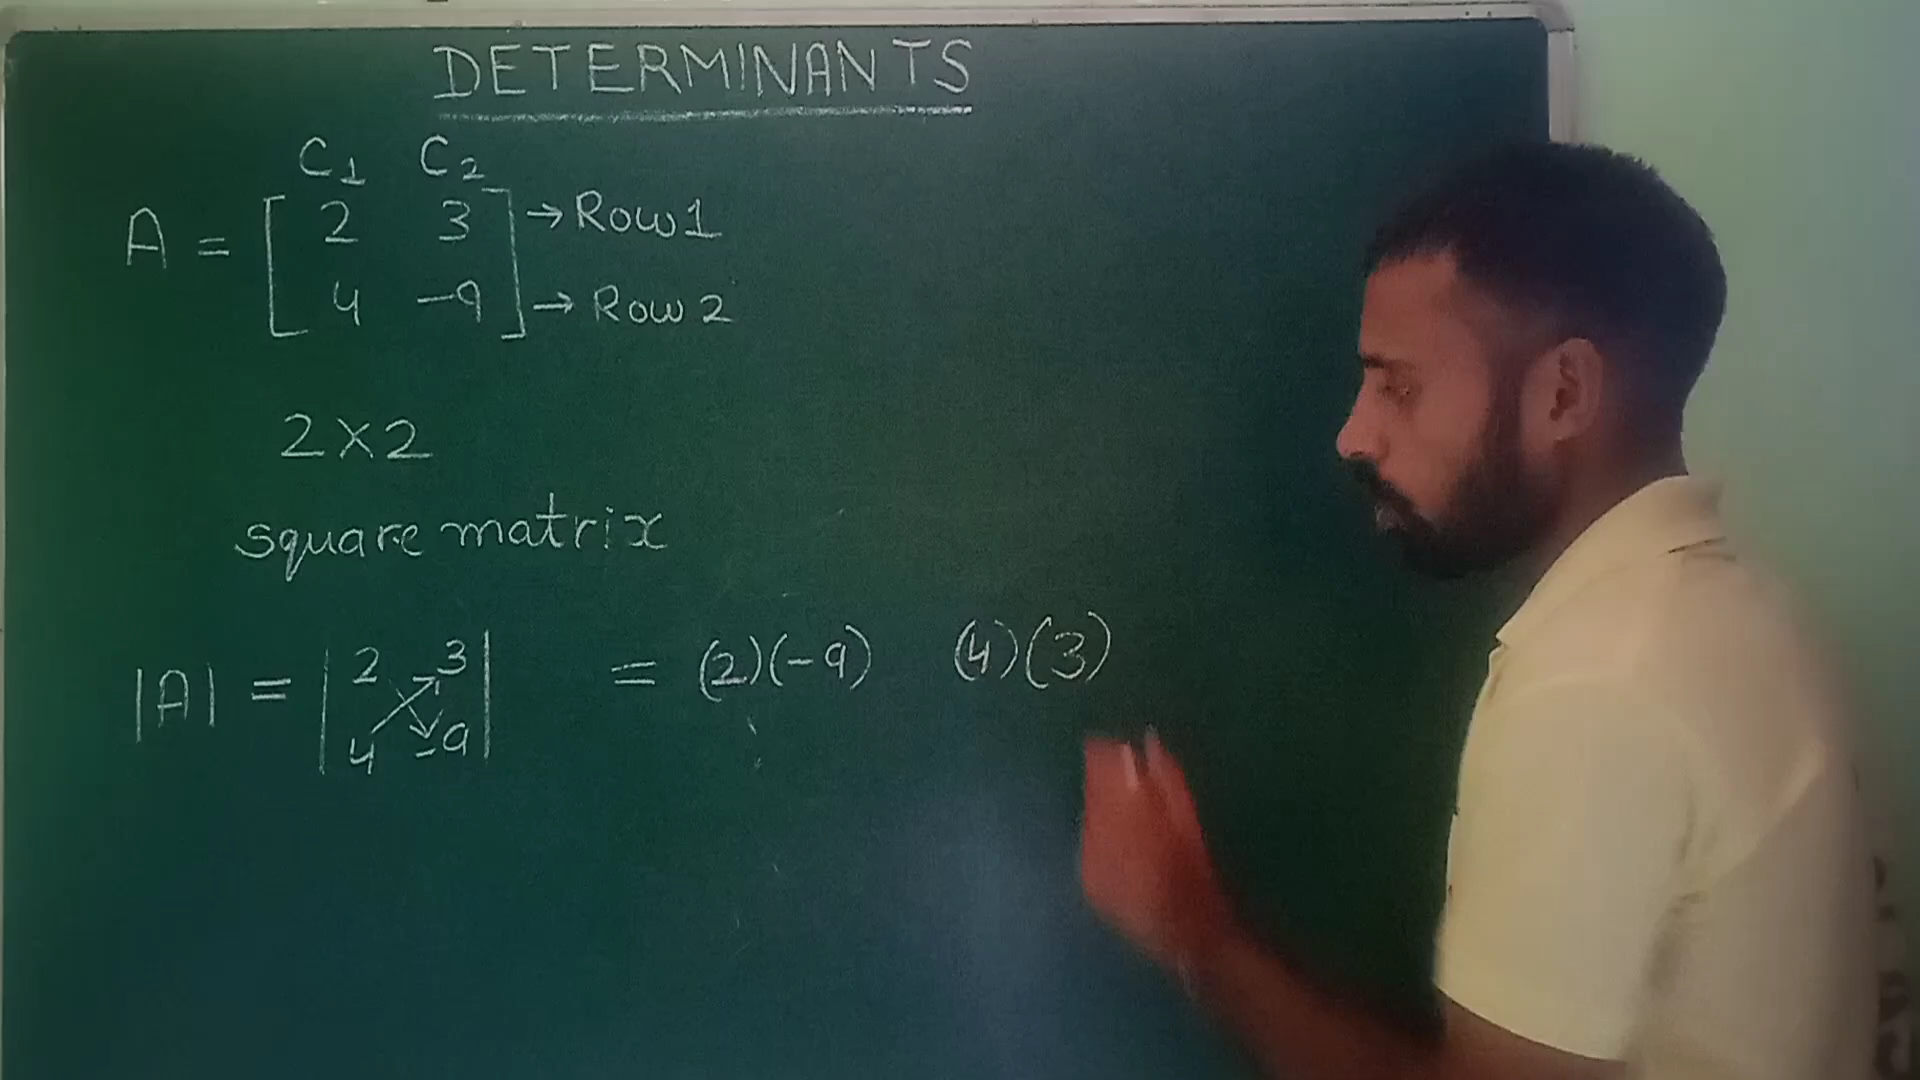 DETERMINANTS
C1 C2
A = [ 2 3 ] → Row 1
[ 4 -9 ] → Row 2
2×2
square matrix
|A| = | 2 3 | = (2)(-9) (4)(3)
| 4 -9 |